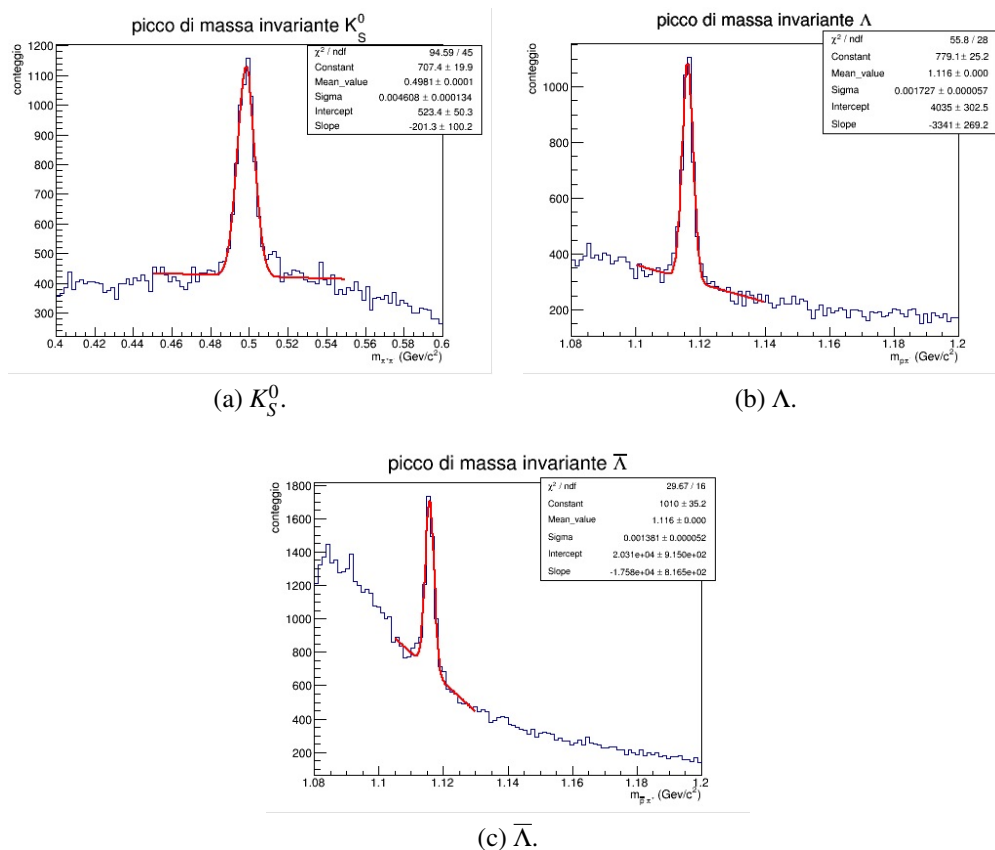 picco di massa invariante K_S^0
χ² / ndf 94.59 / 45
Constant 707.4 ± 19.9
Mean_value 0.4981 ± 0.0001
Sigma 0.004608 ± 0.000134
Intercept 523.4 ± 50.3
Slope -201.3 ± 100.2
conteggio
1200
1100
1000
900
800
700
600
500
400
300
0.4 0.42 0.44 0.46 0.48 0.5 0.52 0.54 0.56 0.58 0.6
(Gev/c²)
(a) K_S^0.
picco di massa invariante Λ
χ² / ndf 55.8 / 28
Constant 779.1 ± 25.2
Mean_value 1.116 ± 0.000
Sigma 0.001727 ± 0.000057
Intercept 4035 ± 302.5
Slope -3341 ± 269.2
conteggio
1000
800
600
400
200
1.08 1.1 1.12 1.14 1.16 1.18 1.2
m_pπ (Gev/c²)
(b) Λ.
picco di massa invariante Λ̅
χ² / ndf 29.67 / 16
Constant 1010 ± 35.2
Mean_value 1.116 ± 0.000
Sigma 0.001381 ± 0.000052
Intercept 2.031e+04 ± 9.150e+02
Slope -1.758e+04 ± 8.165e+02
conteggio
1800
1600
1400
1200
1000
800
600
400
200
1.08 1.1 1.12 1.14 1.16 1.18 1.2
(Gev/c²)
(c) Λ̅.